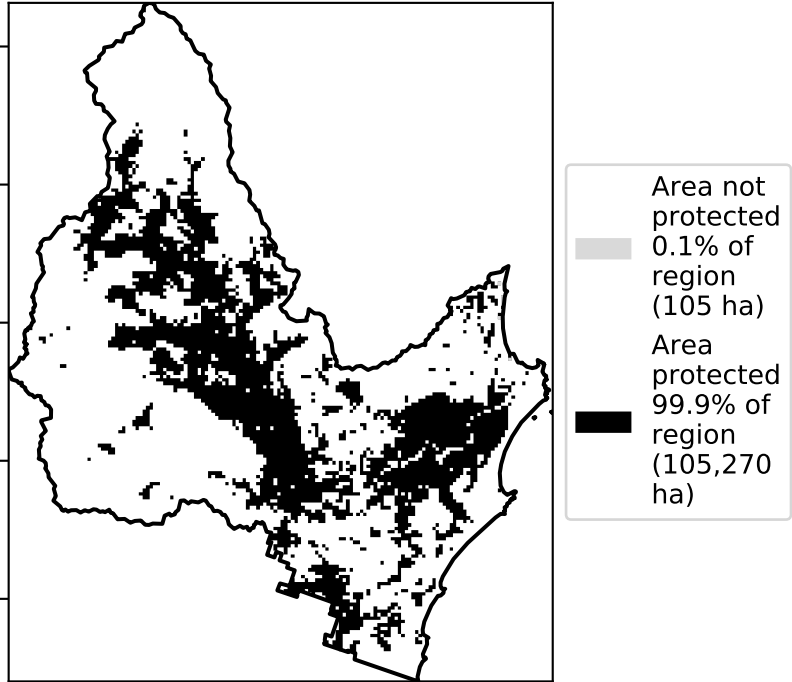 Area not
protected
0.1% of
region
(105 ha)
Area
protected
99.9% of
region
(105,270
ha)